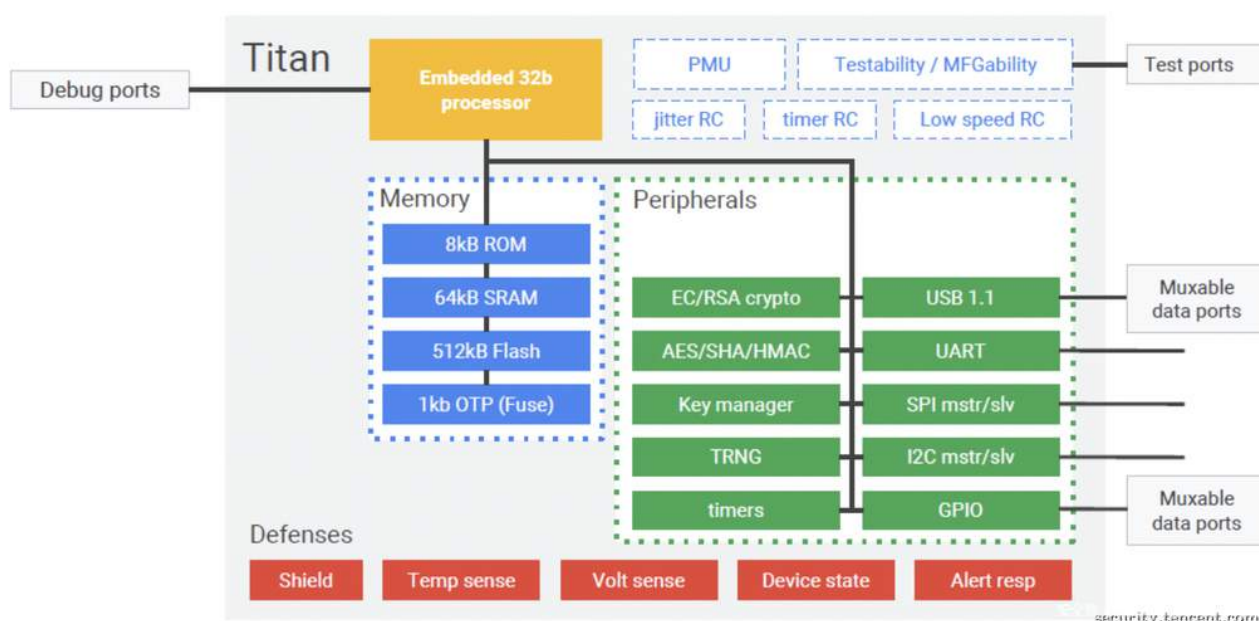 Titan
Debug ports
Embedded 32b
processor
PMU
Testability / MFGability
Test ports
jitter RC
timer RC
Low speed RC
Memory
8kB ROM
64kB SRAM
512kB Flash
1kb OTP (Fuse)
Peripherals
EC/RSA crypto
USB 1.1
Muxable
data ports
AES/SHA/HMAC
UART
Key manager
SPI mstr/slv
TRNG
I2C mstr/slv
timers
GPIO
Muxable
data ports
Defenses
Shield
Temp sense
Volt sense
Device state
Alert resp
security.tencent.com